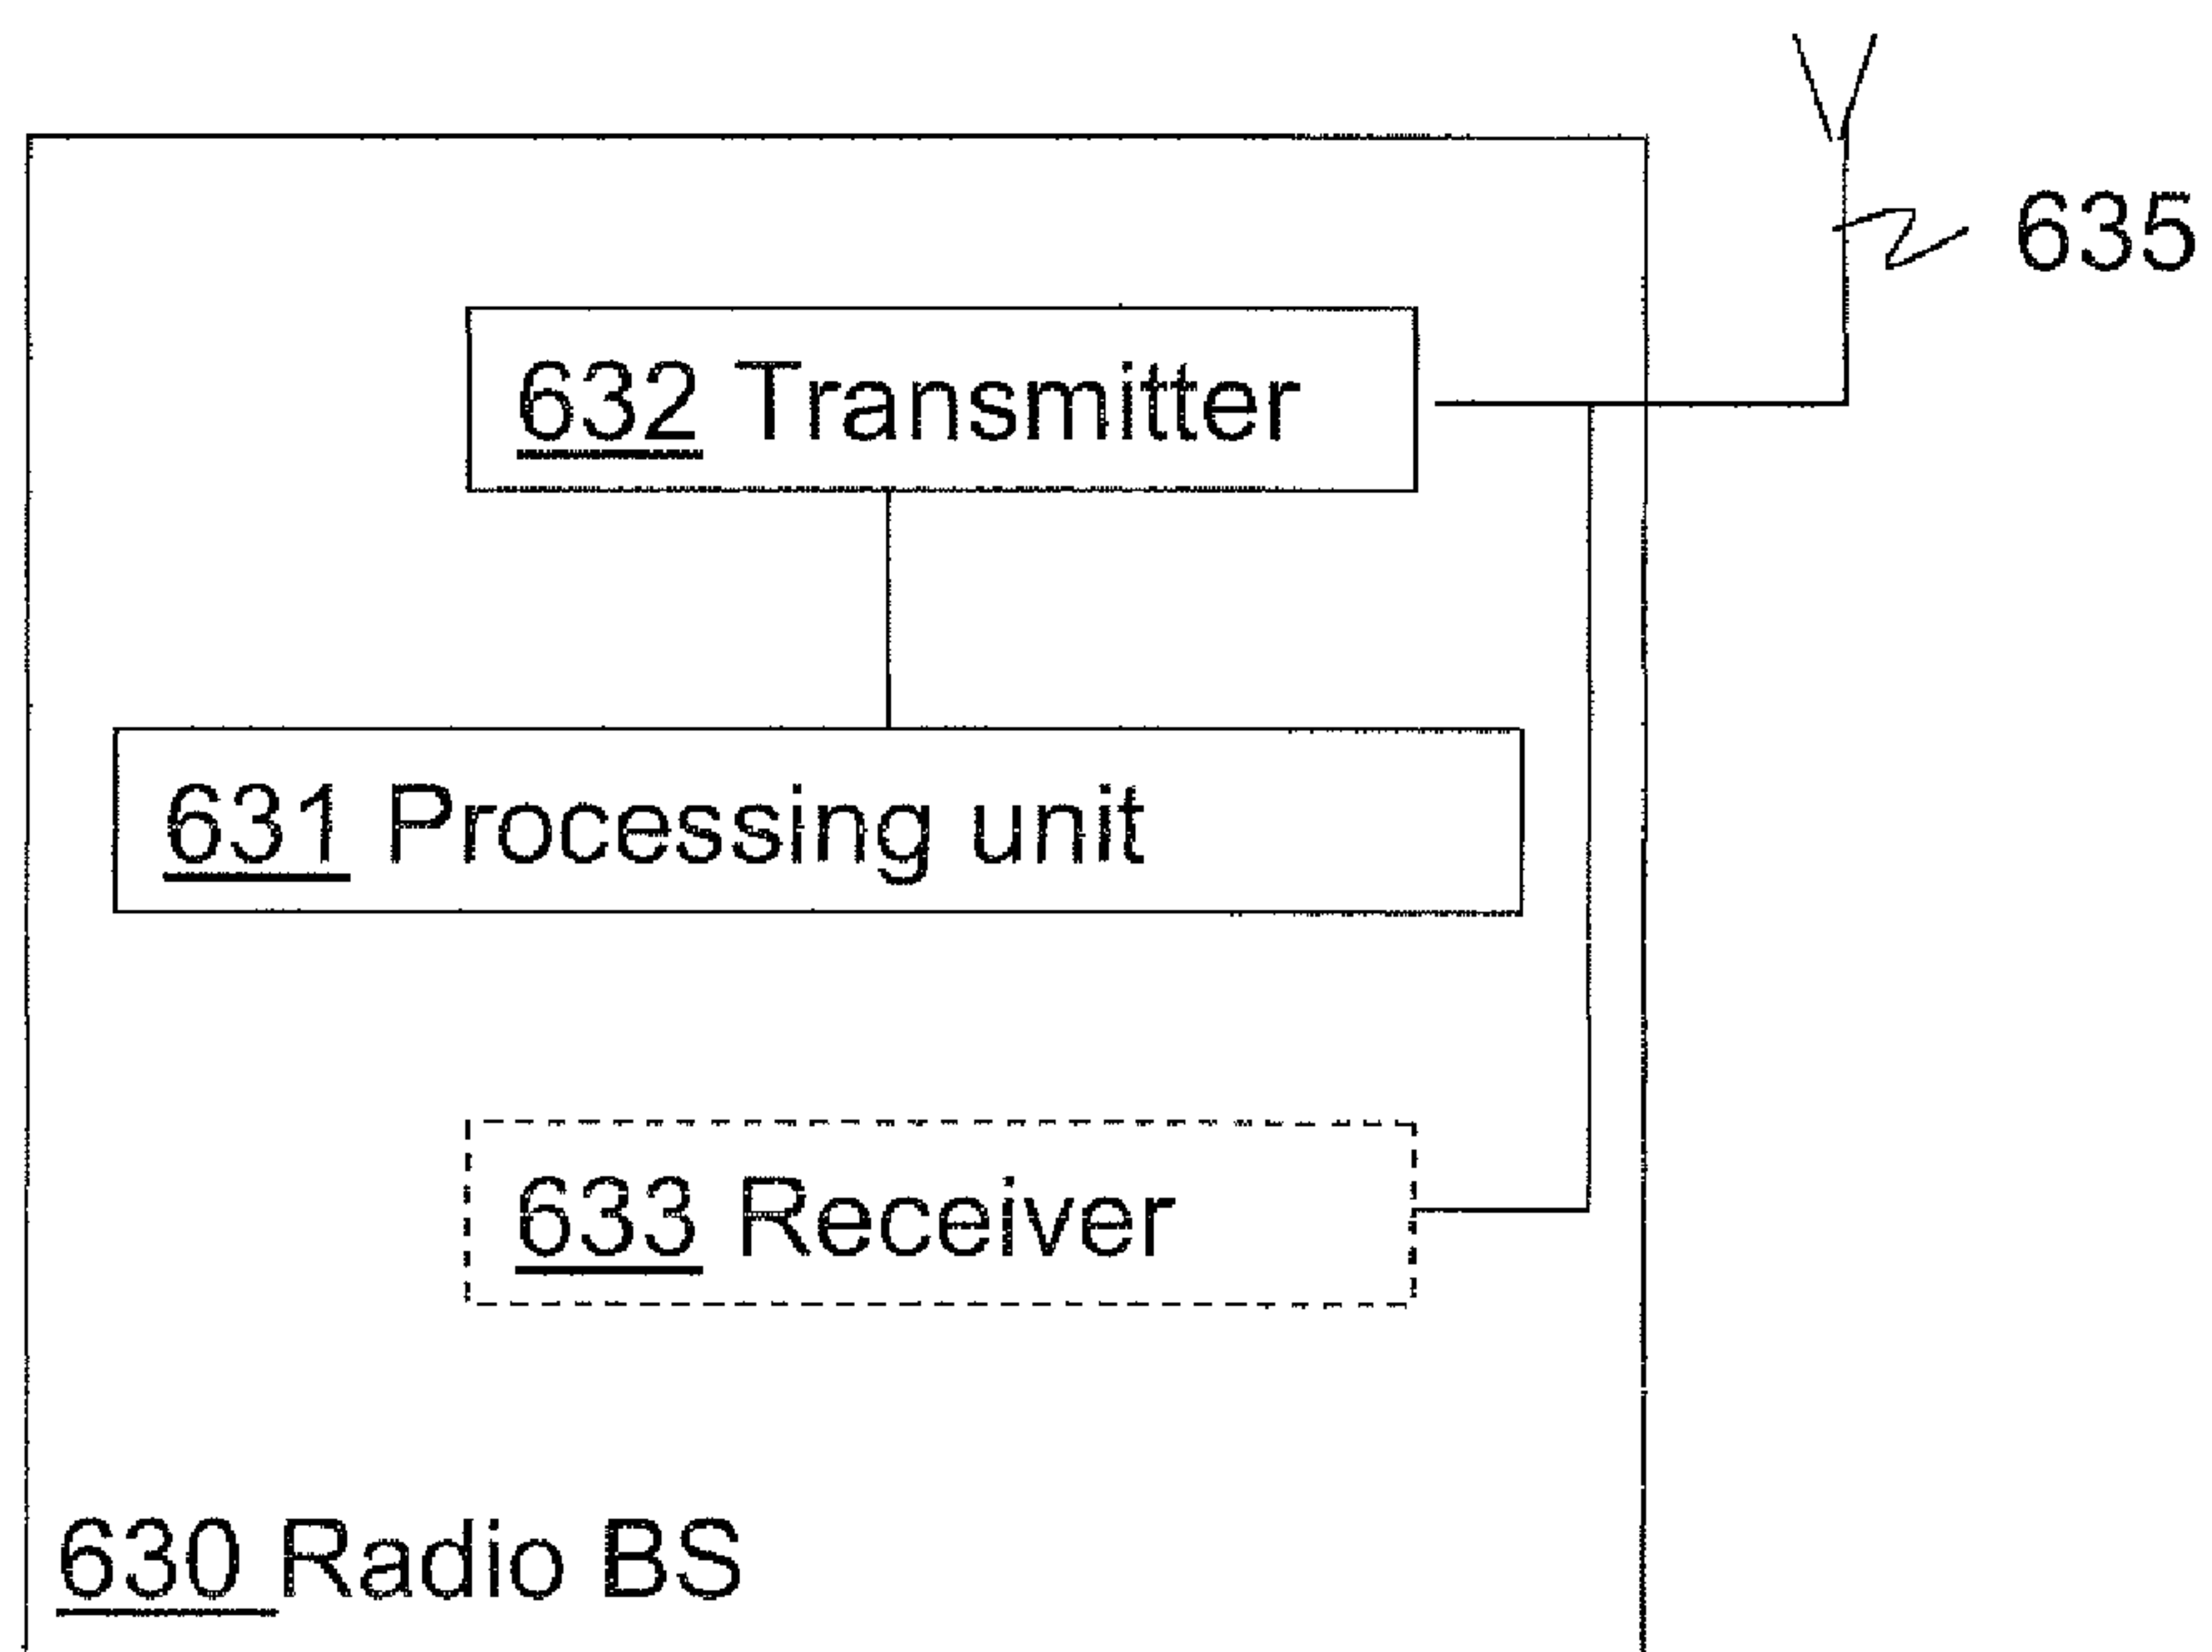 635
632 Transmitter
631 Processing unit
633 Receiver
630 Radio BS